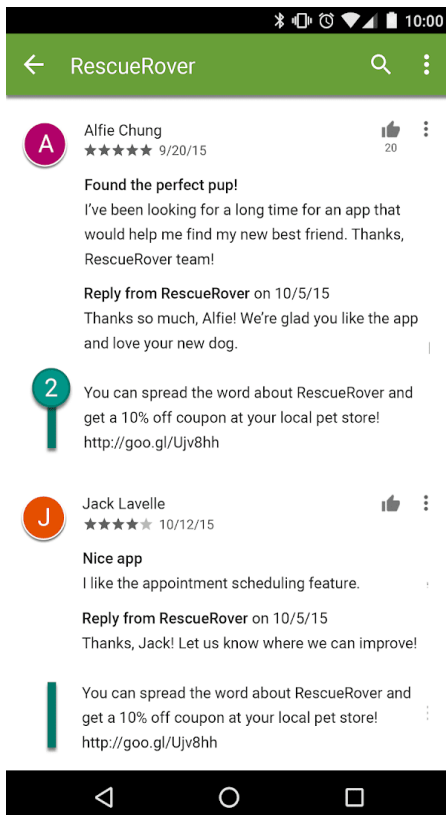 10:00
RescueRover
A
Alfie Chung
★★★★★ 9/20/15
20
Found the perfect pup!
I've been looking for a long time for an app that
would help me find my new best friend. Thanks,
RescueRover team!
Reply from RescueRover on 10/5/15
Thanks so much, Alfie! We're glad you like the app
and love your new dog.
2
You can spread the word about RescueRover and
get a 10% off coupon at your local pet store!
http://goo.gl/Ujv8hh
J
Jack Lavelle
★★★★★ 10/12/15
Nice app
I like the appointment scheduling feature.
Reply from RescueRover on 10/5/15
Thanks, Jack! Let us know where we can improve!
You can spread the word about RescueRover and
get a 10% off coupon at your local pet store!
http://goo.gl/Ujv8hh